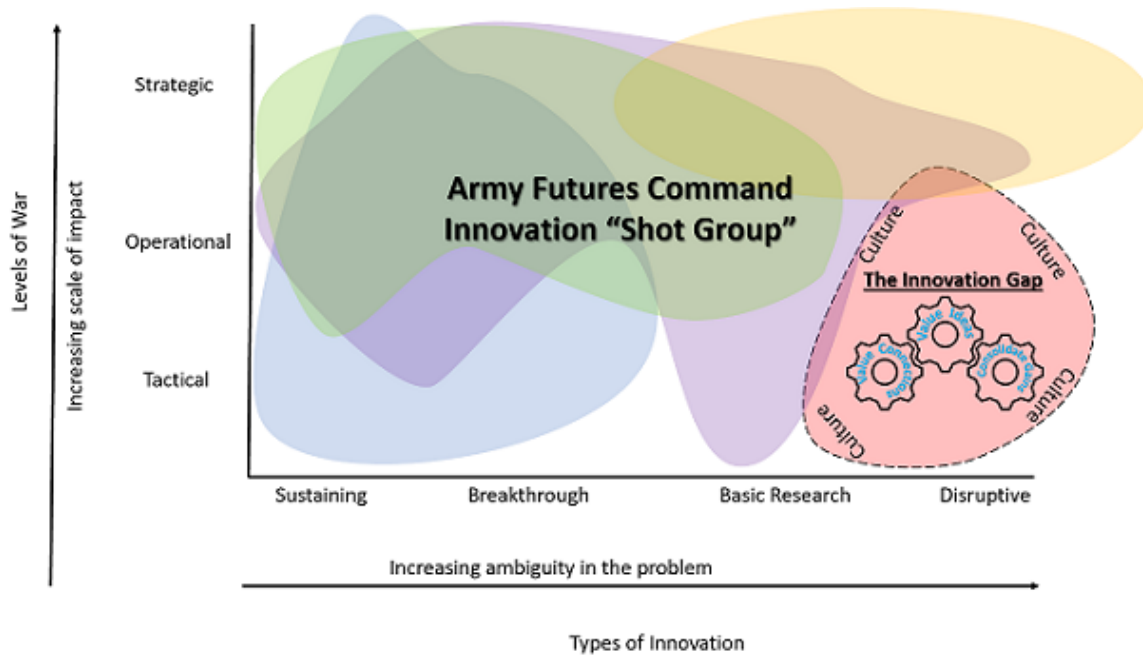 Levels of War
Increasing scale of impact
Strategic
Operational
Tactical
Army Futures Command
Innovation “Shot Group”
Culture
Culture
The Innovation Gap
Value Ideas
Value Connections
Consolidate Gains
Culture
Culture
Sustaining
Breakthrough
Basic Research
Disruptive
Increasing ambiguity in the problem
Types of Innovation